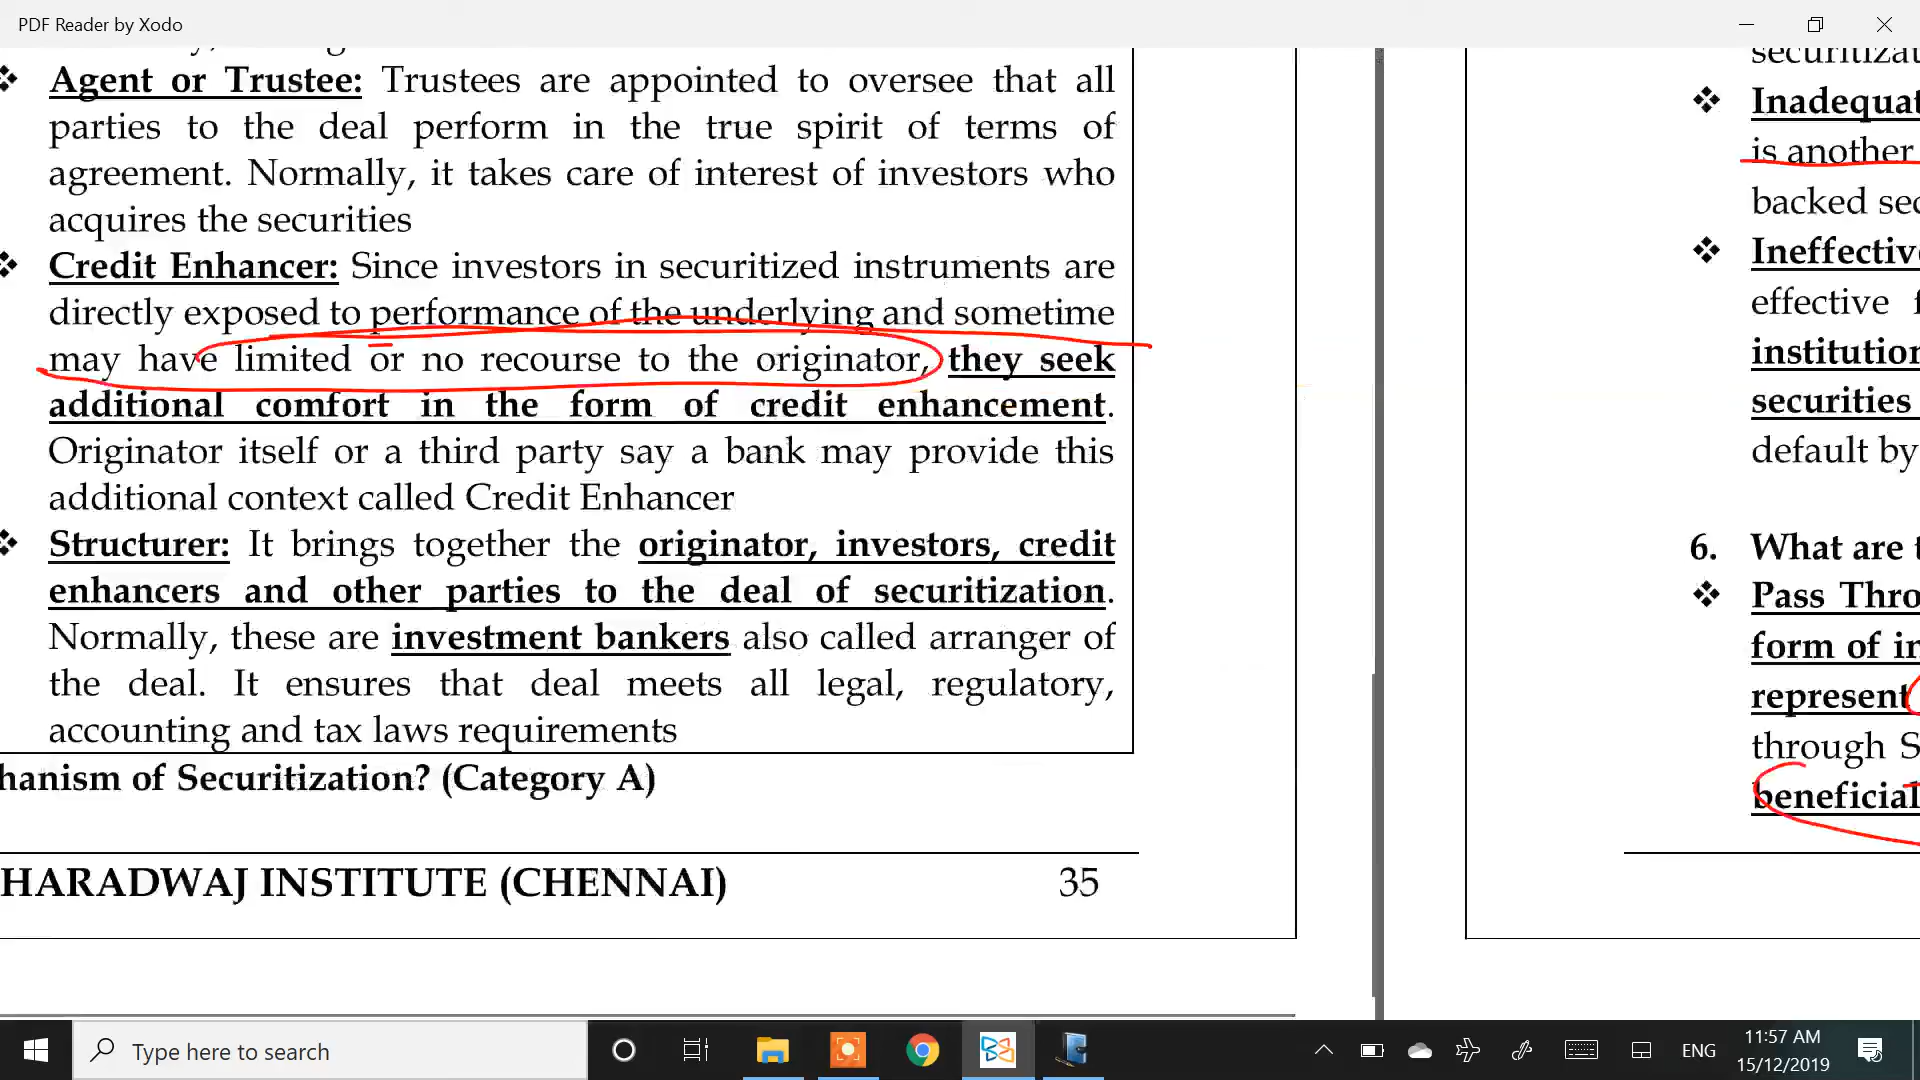 PDF Reader by Xodo
❖ Agent or Trustee: Trustees are appointed to oversee that all
parties to the deal perform in the true spirit of terms of
agreement. Normally, it takes care of interest of investors who
acquires the securities
❖ Credit Enhancer: Since investors in securitized instruments are
directly exposed to performance of the underlying and sometime
may have limited or no recourse to the originator, they seek
additional comfort in the form of credit enhancement.
Originator itself or a third party say a bank may provide this
additional context called Credit Enhancer
❖ Structurer: It brings together the originator, investors, credit
enhancers and other parties to the deal of securitization.
Normally, these are investment bankers also called arranger of
the deal. It ensures that deal meets all legal, regulatory,
accounting and tax laws requirements
hanism of Securitization? (Category A)
HARADWAJ INSTITUTE (CHENNAI) 35
securitizat
❖ Inadequat
is another
backed sec
❖ Ineffective
effective f
institution
securities
default by
6. What are t
❖ Pass Thro
form of in
represent
through S
beneficial
Type here to search
ENG
11:57 AM
15/12/2019